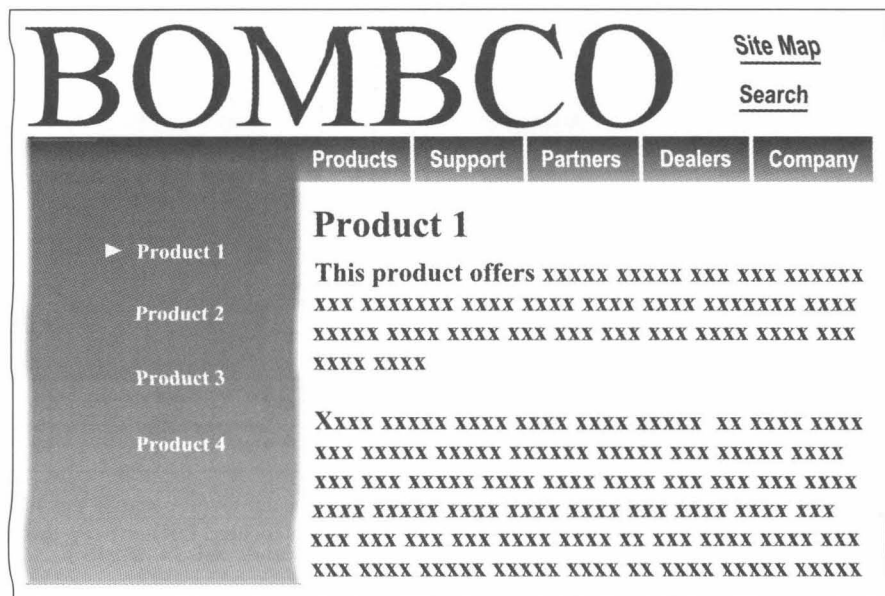 BOMBCO
Site Map
Search
Products Support Partners Dealers Company
Product 1
Product 2
Product 3
Product 4
Product 1
This product offers xxxxx xxxxx xxx xxx xxxxxx
xxx xxxxxxx xxxx xxxx xxxx xxxx xxxxxxx xxxx
xxxxx xxxx xxxx xxx xxx xxx xxx xxxx xxxx xxx
xxxx xxxx
Xxxx xxxxx xxxx xxxx xxxx xxxxx xx xxxx xxxx
xxx xxxxx xxxxx xxxxxx xxxxx xxx xxxxx xxxx
xxx xxx xxxxx xxxx xxxx xxxx xxx xxx xxx xxxx
xxxx xxxxx xxxx xxxx xxxx xxx xxxx xxxx xxx
xxx xxx xxx xxx xxxx xxxx xx xxx xxxx xxxx xxx
xxx xxxx xxxxx xxxxx xxxx xx xxxx xxxxx xxxxx